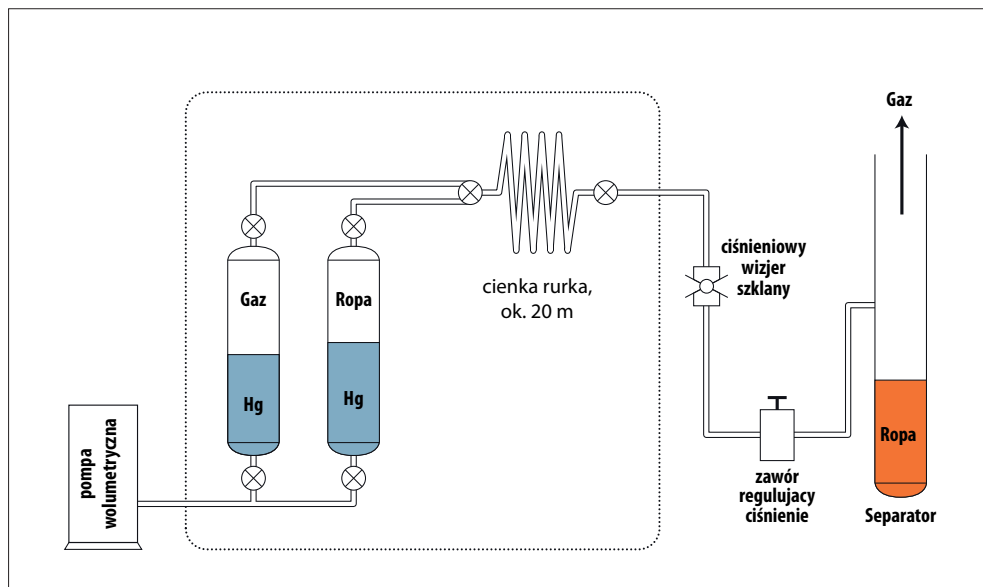 Gaz
Gaz
Ropa
Hg
Hg
pompa
wolumetryczna
cienka rurka,
ok. 20 m
ciśnieniowy
wizjer
szklany
zawór
regulujacy
ciśnienie
Ropa
Separator